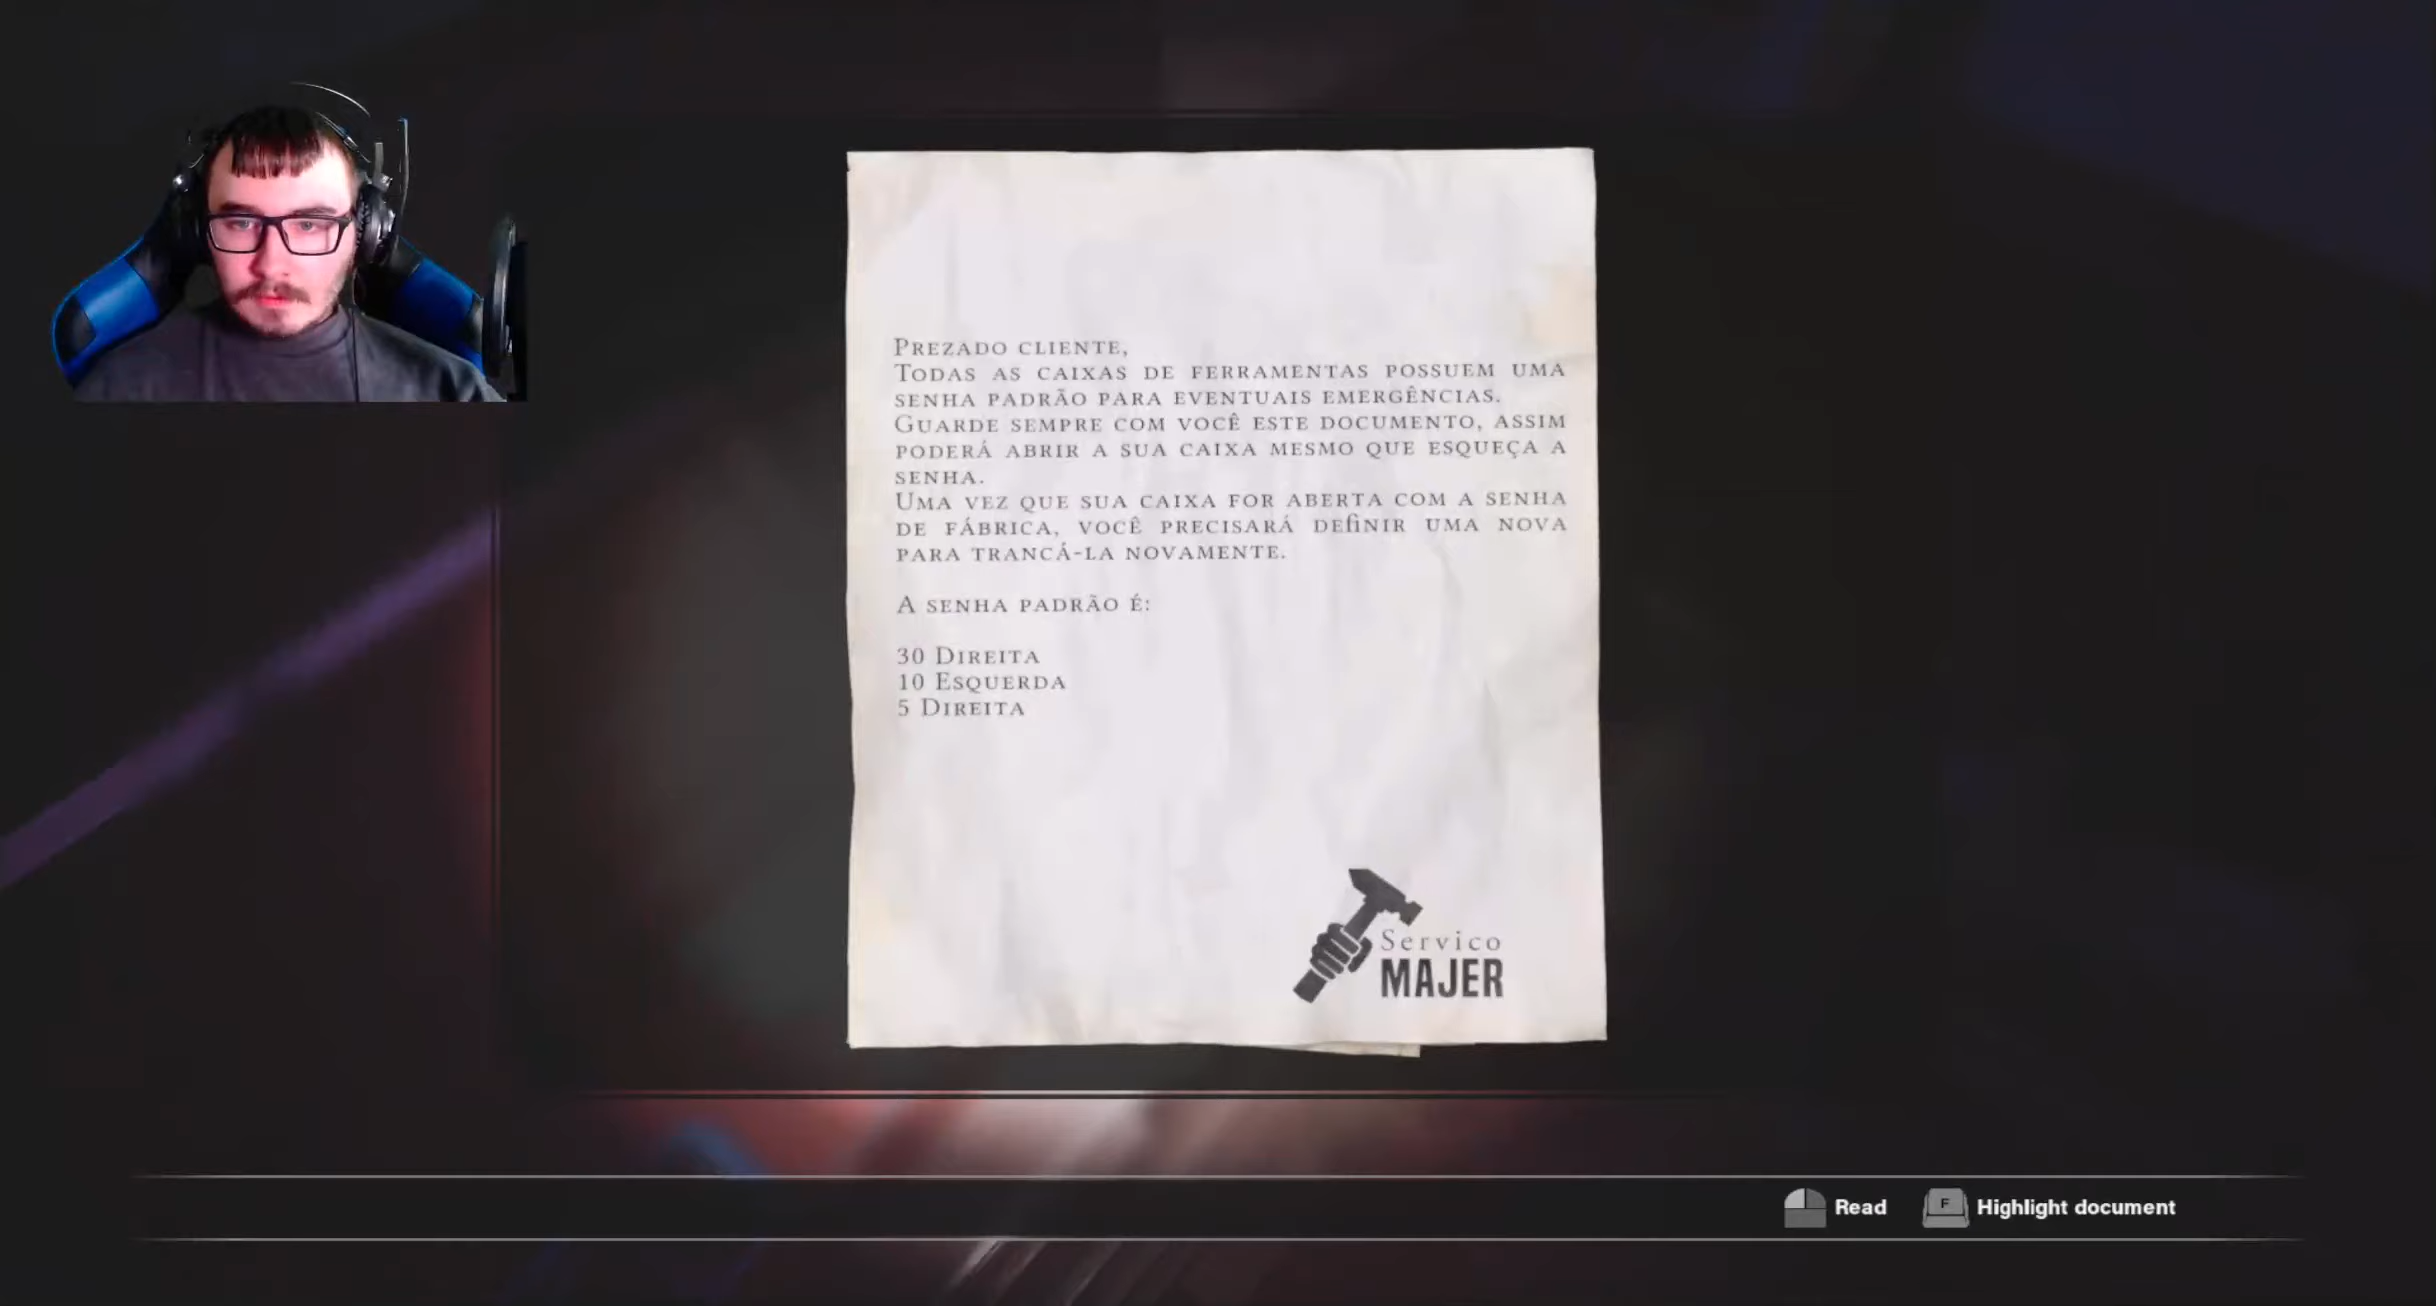 Prezado cliente,
Todas as caixas de ferramentas possuem uma
senha padrão para eventuais emergências.
Guarde sempre com você este documento, assim
poderá abrir a sua caixa mesmo que esqueça a
senha.
Uma vez que sua caixa for aberta com a senha
de fábrica, você precisará definir uma nova
para trancá-la novamente.
A senha padrão é:
30 Direita
10 Esquerda
5 Direita
Servico
MAJER
Read
F
Highlight document